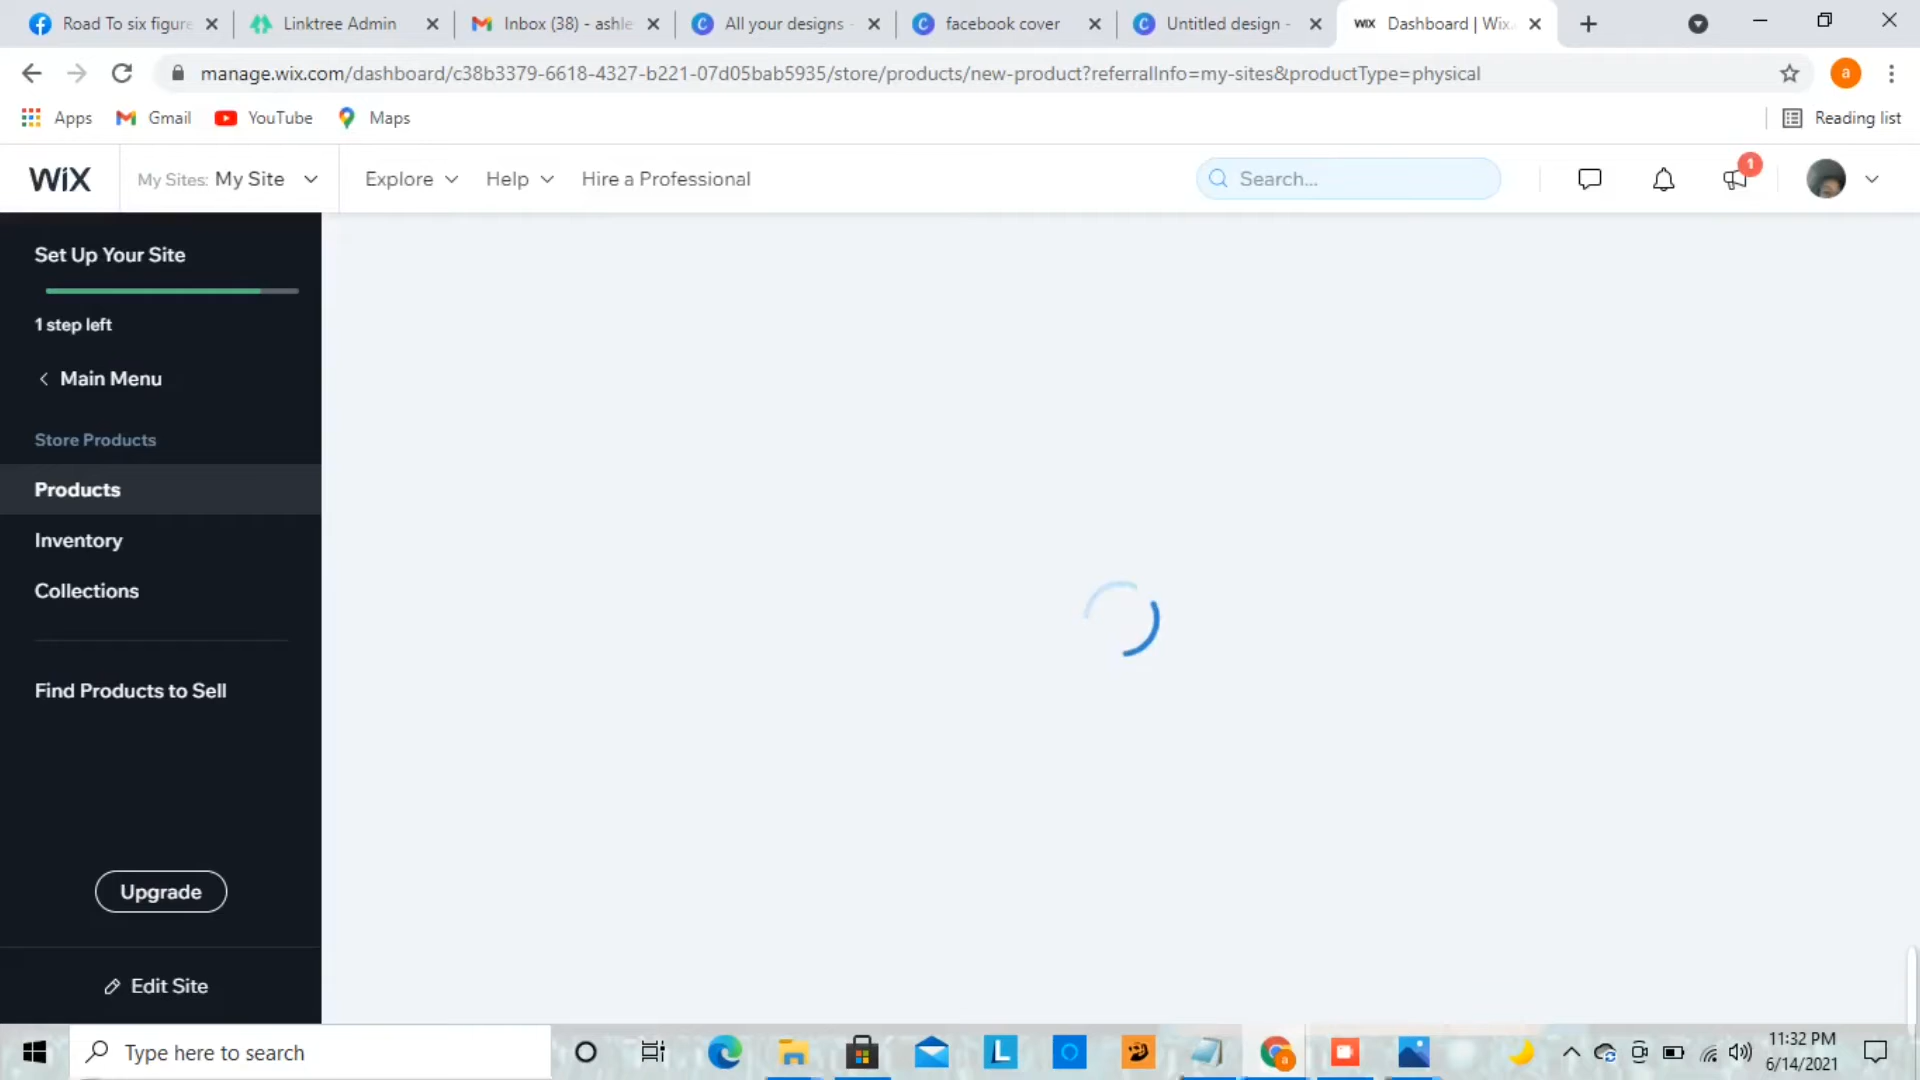 Road To six figure
Linktree Admin
Inbox (38) - ashle
All your designs -
facebook cover
Untitled design -
WiX Dashboard | Wix.
manage.wix.com/dashboard/c38b3379-6618-4327-b221-07d05bab5935/store/products/new-product?referralInfo=my-sites&productType=physical
a
Apps
Gmail
YouTube
Maps
Reading list
WiX
My Sites: My Site
Explore
Help
Hire a Professional
Search...
1
Set Up Your Site
1 step left
Main Menu
Store Products
Products
Inventory
Collections
Find Products to Sell
Upgrade
Edit Site
Type here to search
L
a
11:32 PM
6/14/2021